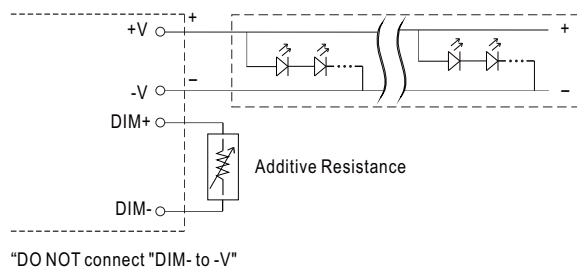 +V + +
-V − −
DIM+
Additive Resistance
DIM-
“DO NOT connect "DIM- to -V"